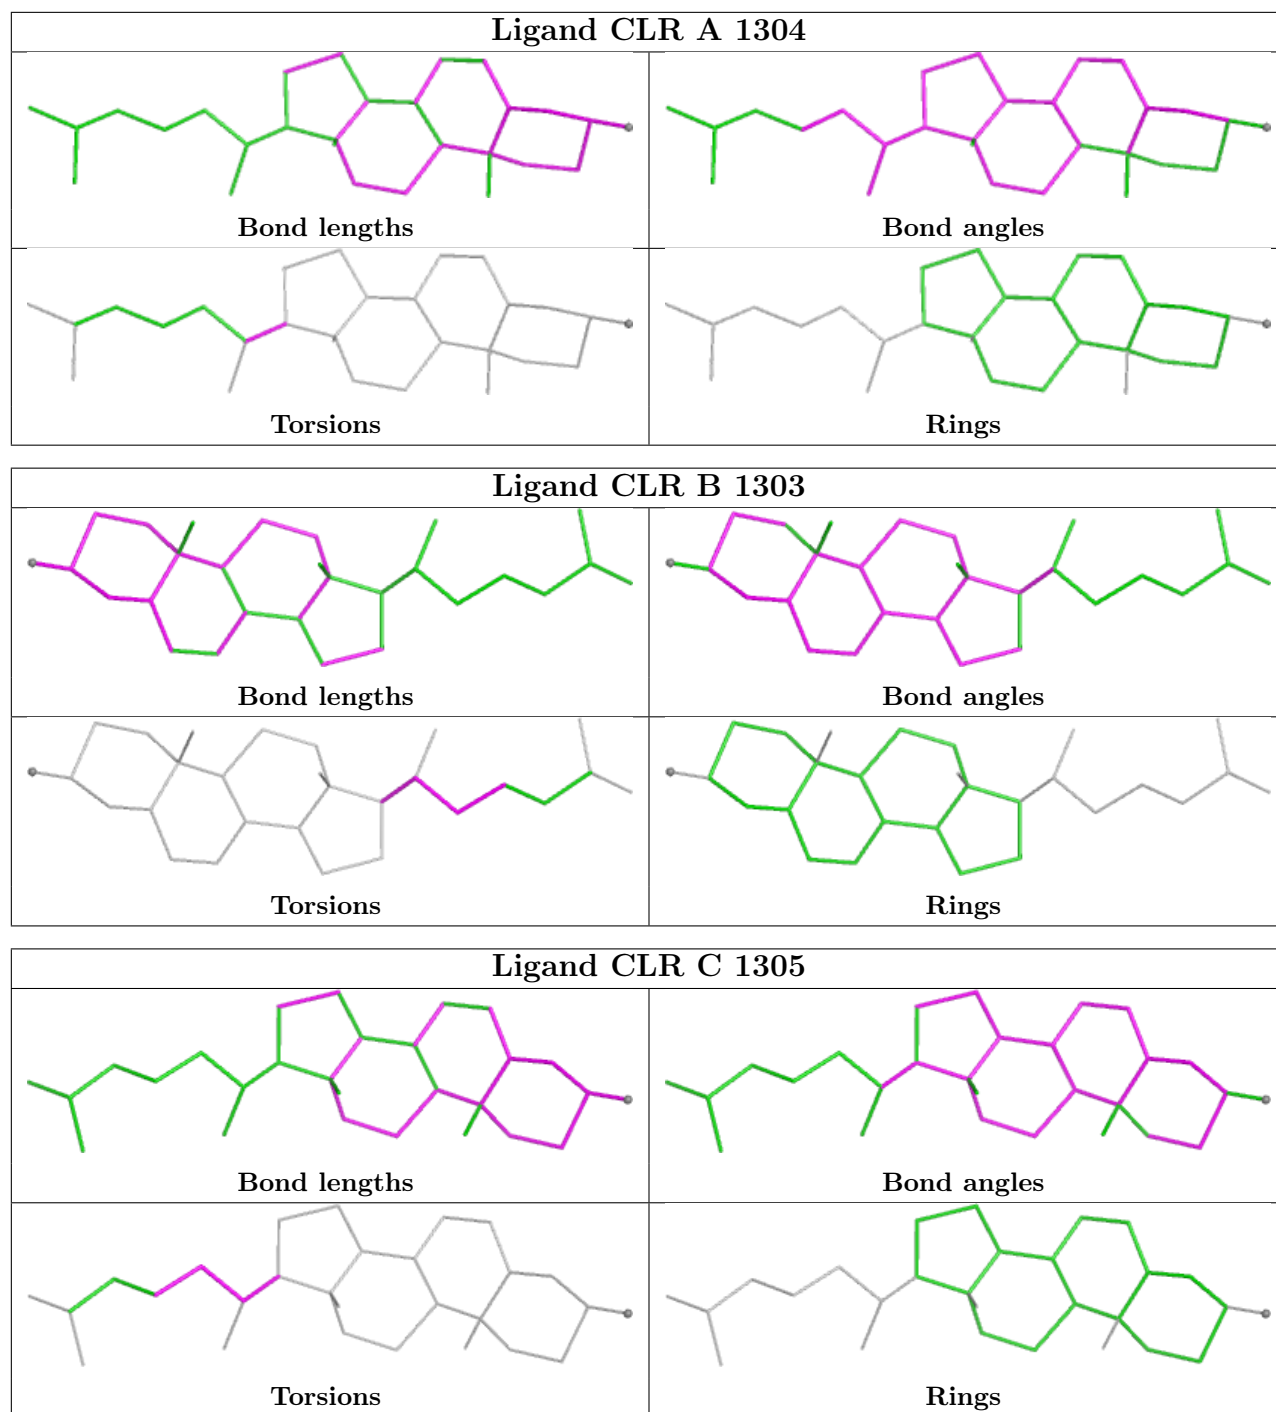 Ligand CLR A 1304
Bond lengths
Bond angles
Torsions
Rings
Ligand CLR B 1303
Bond lengths
Bond angles
Torsions
Rings
Ligand CLR C 1305
Bond lengths
Bond angles
Torsions
Rings